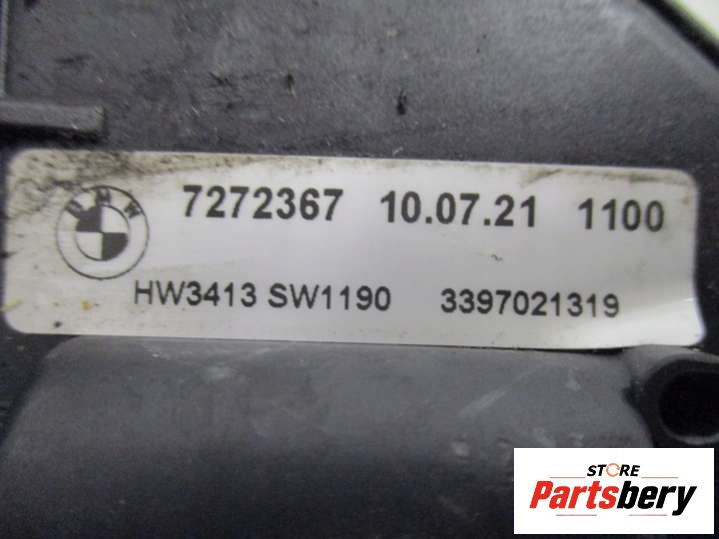 BMW
7272367 10.07.21 1100
HW3413 SW1190 3397021319
STORE
Partsbery